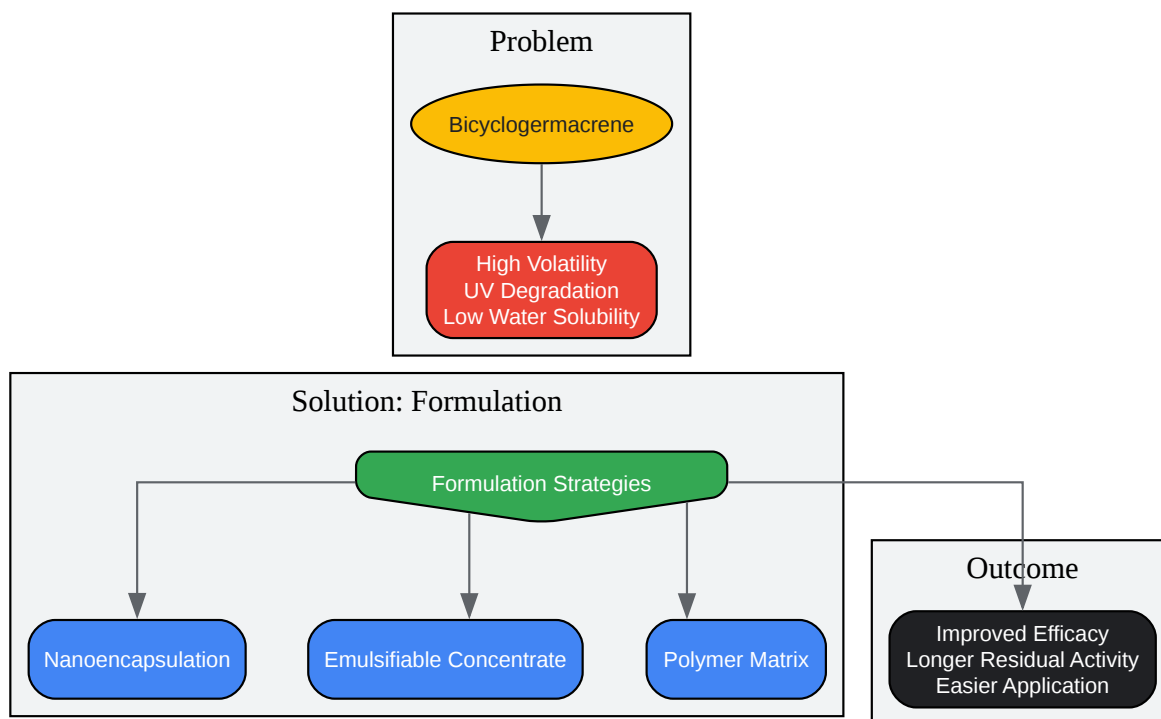 Problem
Bicyclogermacrene
High Volatility
UV Degradation
Low Water Solubility
Solution: Formulation
Formulation Strategies
Nanoencapsulation
Emulsifiable Concentrate
Polymer Matrix
Outcome
Improved Efficacy
Longer Residual Activity
Easier Application